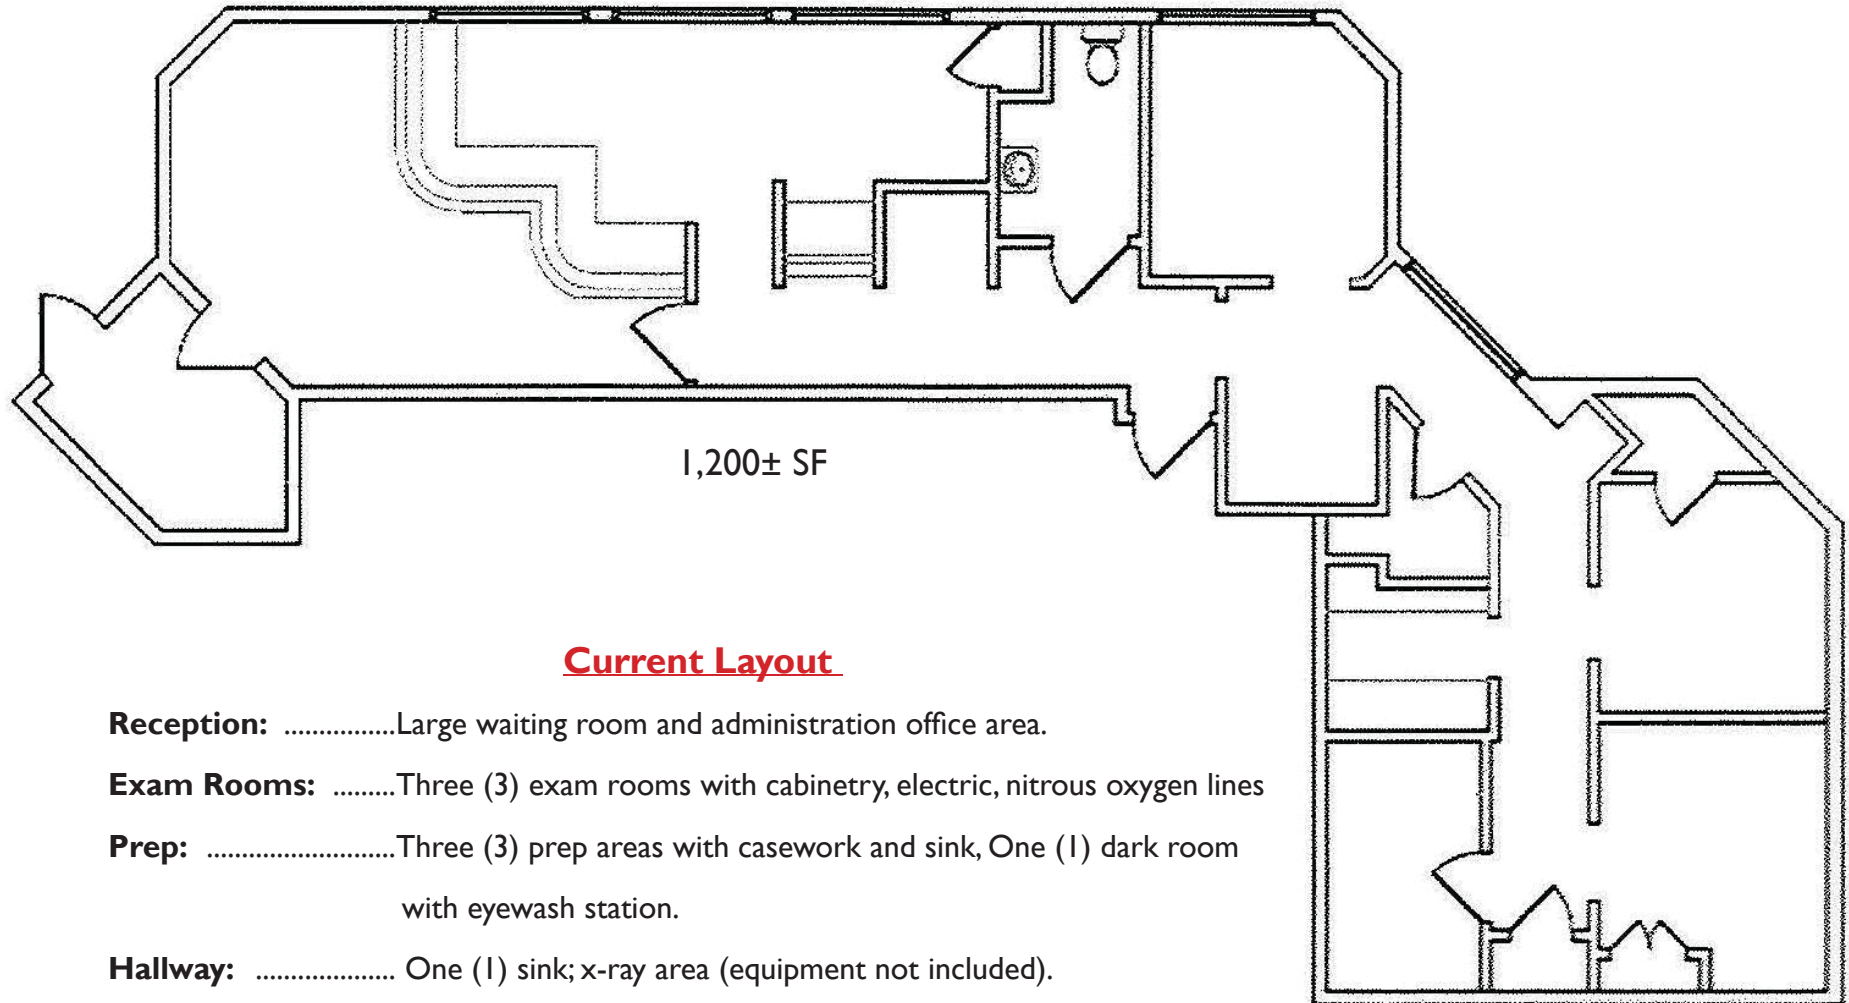 1,200± SF
Current Layout
Reception: ................Large waiting room and administration office area.
Exam Rooms: .........Three (3) exam rooms with cabinetry, electric, nitrous oxygen lines
Prep: ...........................Three (3) prep areas with casework and sink, One (1) dark room
with eyewash station.
Hallway: .................... One (1) sink; x-ray area (equipment not included).